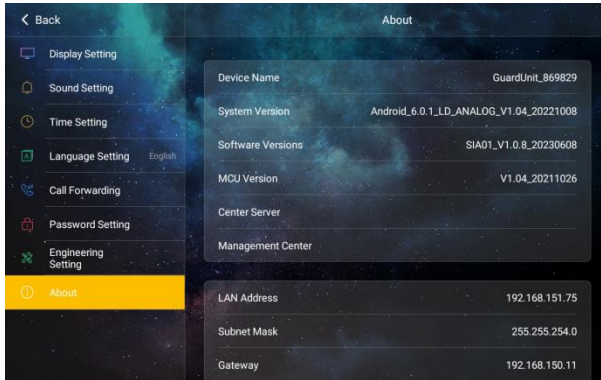 Back
About
Display Setting
Sound Setting
Time Setting
Language Setting English
Call Forwarding
Password Setting
Engineering
Setting
About
Device Name GuardUnit_869829
System Version Android_6.0.1_LD_ANALOG_V1.04_20221008
Software Versions SIA01_V1.0.8_20230608
MCU Version V1.04_20211026
Center Server
Management Center
LAN Address 192.168.151.75
Subnet Mask 255.255.254.0
Gateway 192.168.150.11